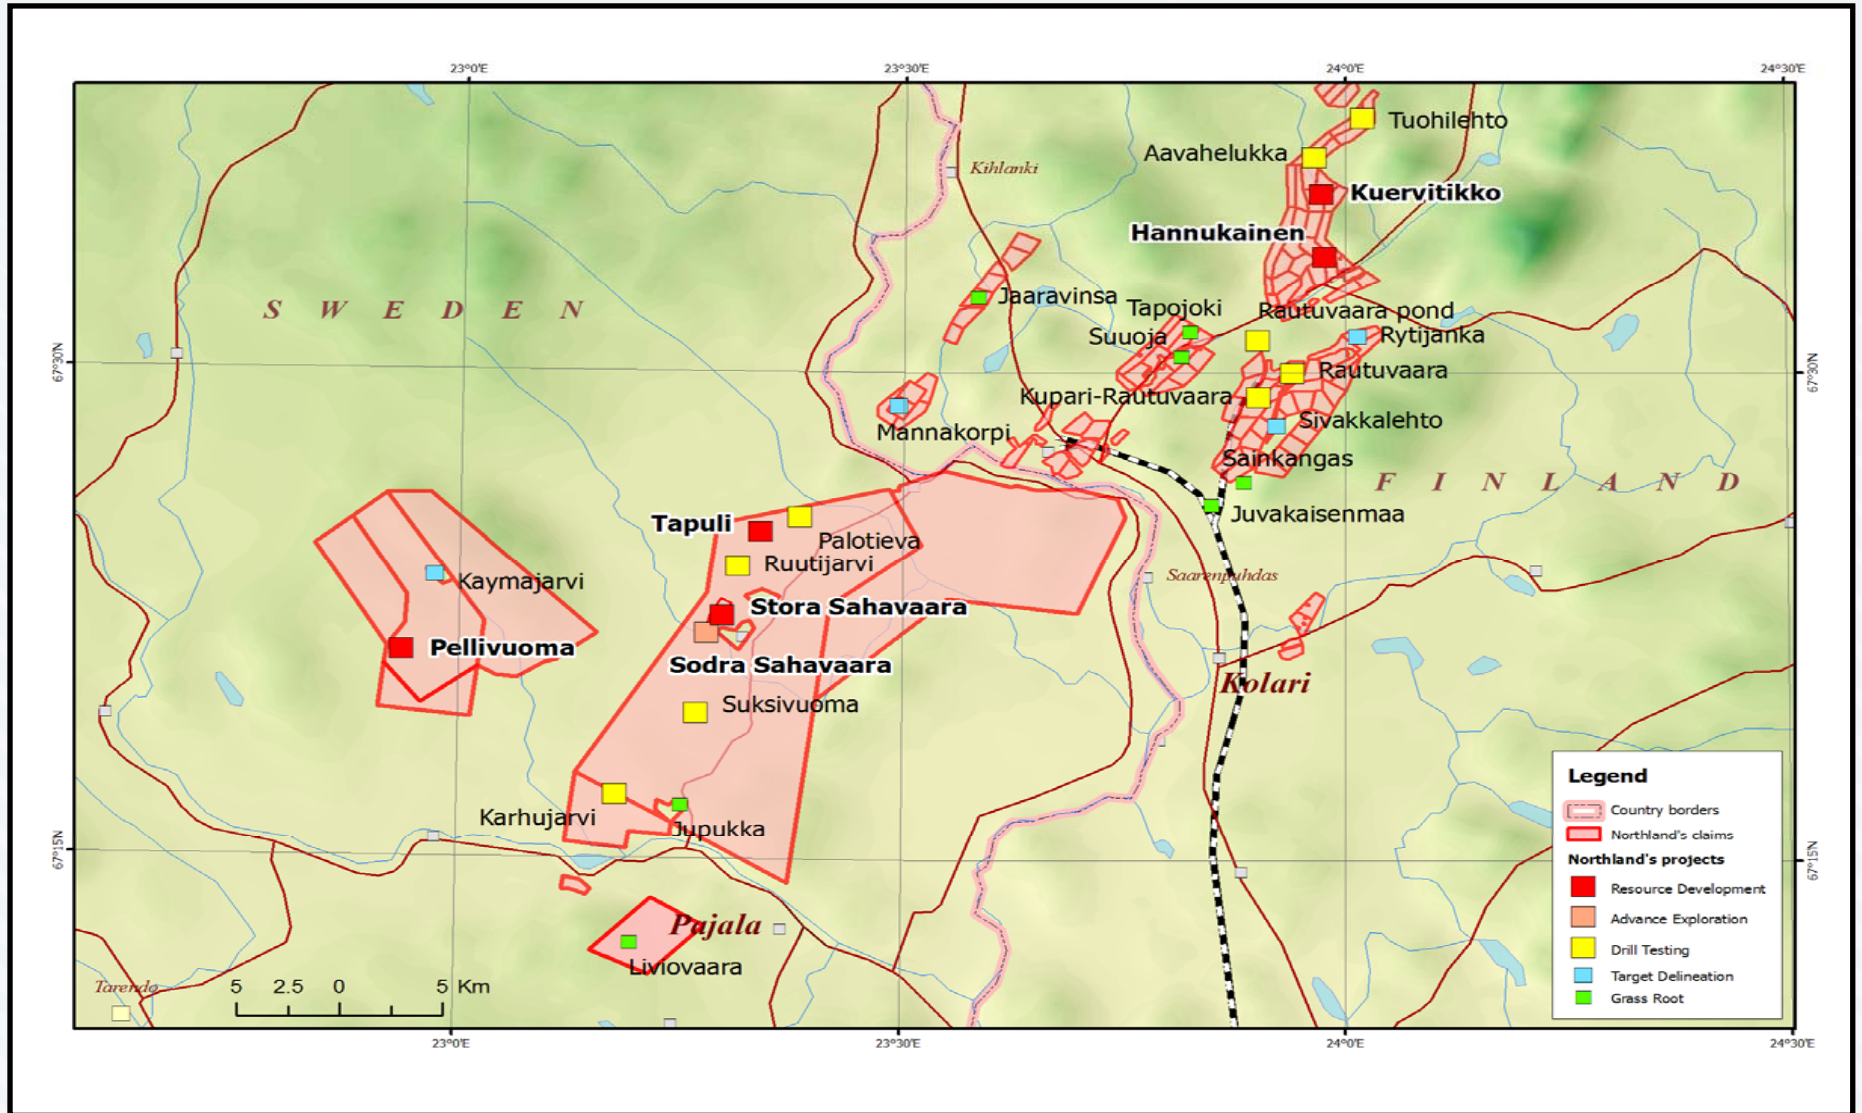 23°0'E 23°30'E 24°0'E 24°30'E
Tuohilehto
Aavahelukka
Kihlanki
Kuervitikko
Hannukainen
Jaaravinsa
Tapojoki
Rautuvaara pond
SWEDEN
Suuoja
Rytijanka
67°30'N
67°30'N
Rautuvaara
Kupari-Rautuvaara
Sivakkalehto
Mannakorpi
Sainkangas
FINLAND
Juvakaisenmaa
Tapuli
Palotieva
Ruutijarvi
Saarenpuhdas
Kaymajarvi
Stora Sahavaara
Pellivuoma
Sodra Sahavaara
Kolari
Suksivuoma
Karhujarvi
Jupukka
67°15'N
67°15'N
Pajala
Liviovaara
Tarendo
5 2.5 0 5 Km
Legend
Country borders
Northland's claims
Northland's projects
Resource Development
Advance Exploration
Drill Testing
Target Delineation
Grass Root
23°0'E 23°30'E 24°0'E 24°30'E